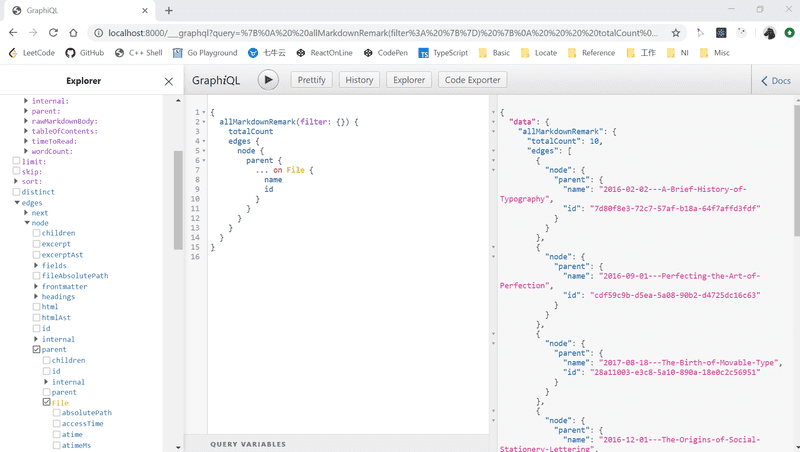 GraphiQL
localhost:8000/___graphql?query=%7B%0A%20%20allMarkdownRemark(filter%3A%20%7B%7D)%20%7B%0A%20%20%20%20totalCount%0...
LeetCode GitHub C++ Shell Go Playground 七牛云 ReactOnLine CodePen TypeScript Basic Locate Reference 工作 NI Misc
Explorer
internal:
parent:
rawMarkdownBody:
tableOfContents:
timeToRead:
wordCount:
limit:
skip:
sort:
distinct
edges
next
node
children
excerpt
excerptAst
fields
fileAbsolutePath
frontmatter
headings
html
htmlAst
id
internal
parent
children
id
internal
parent
File
absolutePath
accessTime
atime
atimeMs
GraphiQL Prettify History Explorer Code Exporter Docs
1 {
2 allMarkdownRemark(filter: {}) {
3 totalCount
4 edges {
5 node {
6 parent {
7 ... on File {
8 name
9 id
10 }
11 }
12 }
13 }
14 }
15 }
16
QUERY VARIABLES
{
"data": {
"allMarkdownRemark": {
"totalCount": 10,
"edges": [
{
"node": {
"parent": {
"name": "2016-02-02---A-Brief-History-of-
Typography",
"id": "7d80f8e3-72c7-57af-b18a-64f7affd3fdf"
}
}
},
{
"node": {
"parent": {
"name": "2016-09-01---Perfecting-the-Art-of-
Perfection",
"id": "cdf59c9b-d5ea-5a08-90b2-d4725dc16c63"
}
}
},
{
"node": {
"parent": {
"name": "2017-08-18---The-Birth-of-Movable-Type",
"id": "28a11003-e3c8-5a10-890a-18e0c2c56951"
}
}
},
{
"node": {
"parent": {
"name": "2016-12-01---The-Origins-of-Social-
Stationery-Lettering",